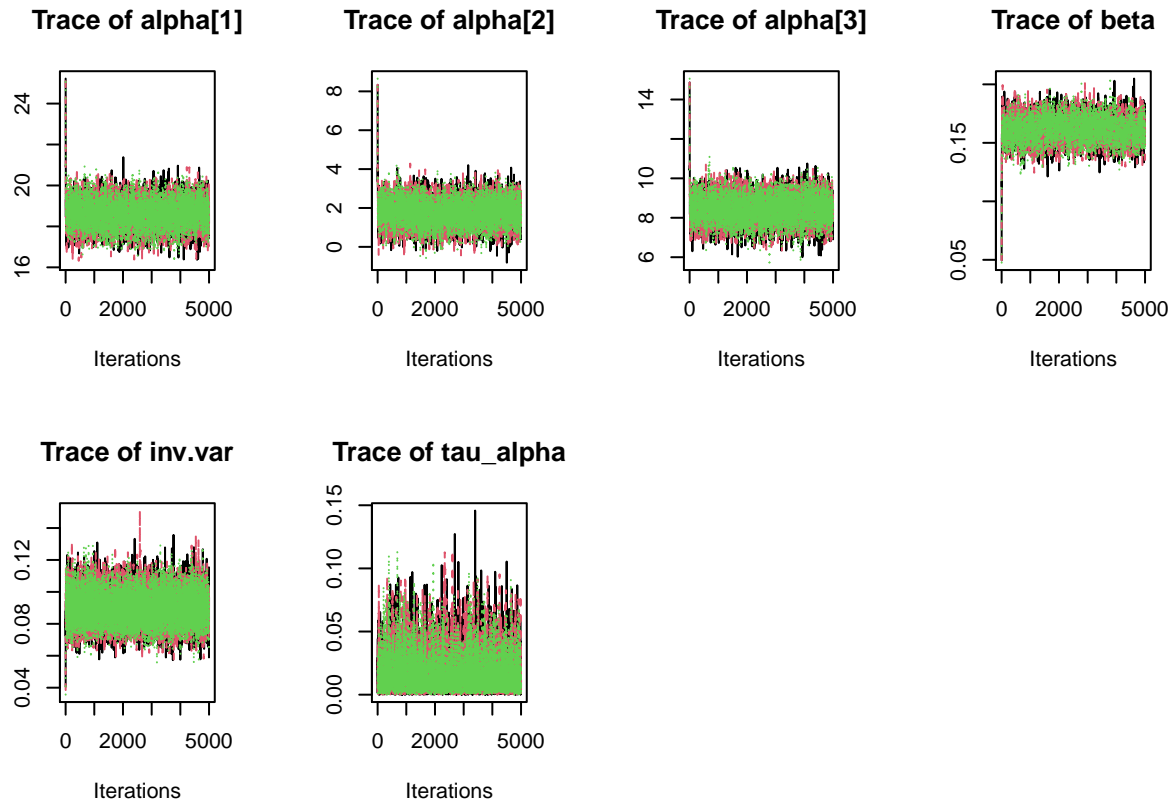 Trace of alpha[1]
Trace of alpha[2]
Trace of alpha[3]
Trace of beta
16 20 24
0 2000 5000
Iterations
0 2 4 6 8
0 2000 5000
Iterations
6 8 10 14
0 2000 5000
Iterations
0.05 0.15
0 2000 5000
Iterations
Trace of inv.var
Trace of tau_alpha
0.04 0.08 0.12
0 2000 5000
Iterations
0.00 0.05 0.10 0.15
0 2000 5000
Iterations